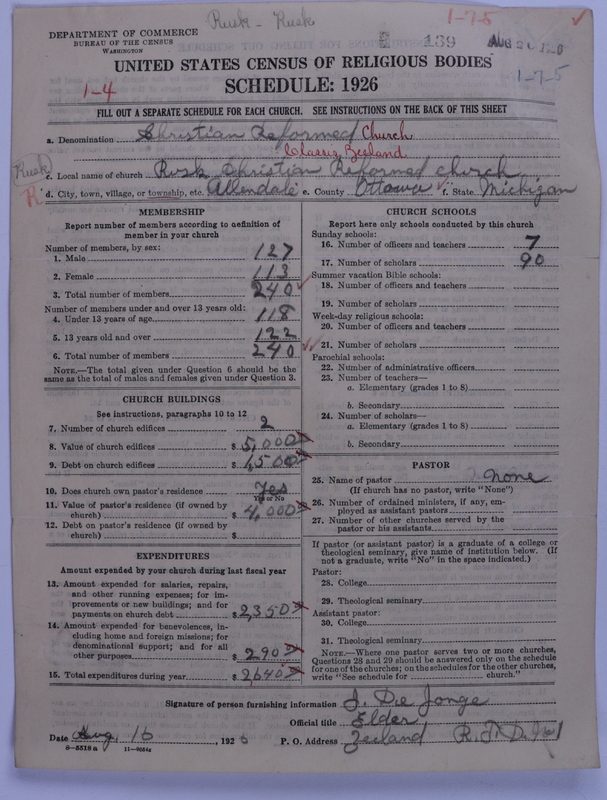 Rusk - Rusk
1-75
DEPARTMENT OF COMMERCE
BUREAU OF THE CENSUS
WASHINGTON
139
AUG 20
1-7-5
UNITED STATES CENSUS OF RELIGIOUS BODIES
1-4
SCHEDULE: 1926
FILL OUT A SEPARATE SCHEDULE FOR EACH CHURCH. SEE INSTRUCTIONS ON THE BACK OF THIS SHEET
a. Denomination Christian Reformed Church
Classis Zeeland
Rusk
c. Local name of church Rusk Christian Reformed church
R
d. City, town, village, or township, etc. Allendale e. County Ottawa f. State Michigan
MEMBERSHIP
Report number of members according to definition of
member in your church
Number of members, by sex:
1. Male 127
2. Female 113
3. Total number of members 240
Number of members under and over 13 years old:
4. Under 13 years of age 118
5. 13 years old and over 122
6. Total number of members 240
NOTE.—The total given under Question 6 should be the
same as the total of males and females given under Question 3.
CHURCH BUILDINGS
See instructions, paragraphs 10 to 12
7. Number of church edifices 2
8. Value of church edifices $ 5,000
9. Debt on church edifices $ 1,500
10. Does church own pastor's residence Yes
Yes or No
11. Value of pastor's residence (if owned by
church) $ 4,000
12. Debt on pastor's residence (if owned by
church) $
EXPENDITURES
Amount expended by your church during last fiscal year
13. Amount expended for salaries, repairs,
and other running expenses; for im-
provements or new buildings; and for
payments on church debt $ 2,350
14. Amount expended for benevolences, in-
cluding home and foreign missions; for
denominational support; and for all
other purposes $ 290
15. Total expenditures during year $ 2,640
CHURCH SCHOOLS
Report here only schools conducted by this church
Sunday schools:
16. Number of officers and teachers 7
17. Number of scholars 90
Summer vacation Bible schools:
18. Number of officers and teachers
19. Number of scholars
Week-day religious schools:
20. Number of officers and teachers
21. Number of scholars
Parochial schools:
22. Number of administrative officers
23. Number of teachers—
a. Elementary (grades 1 to 8)
b. Secondary
24. Number of scholars—
a. Elementary (grades 1 to 8)
b. Secondary
PASTOR
25. Name of pastor none
(If church has no pastor, write "None")
26. Number of ordained ministers, if any, em-
ployed as assistant pastors
27. Number of other churches served by the
pastor or his assistants
If pastor (or assistant pastor) is a graduate of a college or
theological seminary, give name of institution below. (If
not a graduate, write "No" in the space indicated.)
Pastor:
28. College
29. Theological seminary
Assistant pastor:
30. College
31. Theological seminary
NOTE.—Where one pastor serves two or more churches,
Questions 28 and 29 should be answered only on the schedule
for one of the churches; on the schedules for the other churches,
write "See schedule for church."
Signature of person furnishing information J. De Jonge
Official title Elder
Date Aug. 16, 1926 P. O. Address Zeeland R.F.D. No 1
8-5518a 11-9054